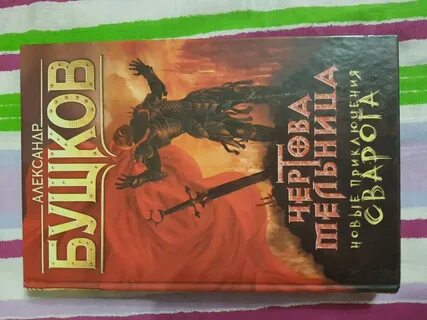 АЛЕКСАНДР
БУШКОВ
ЧЕРТОВА
МЕЛЬНИЦА
НОВЫЕ ПРИКЛЮЧЕНИЯ
СВАРОГА